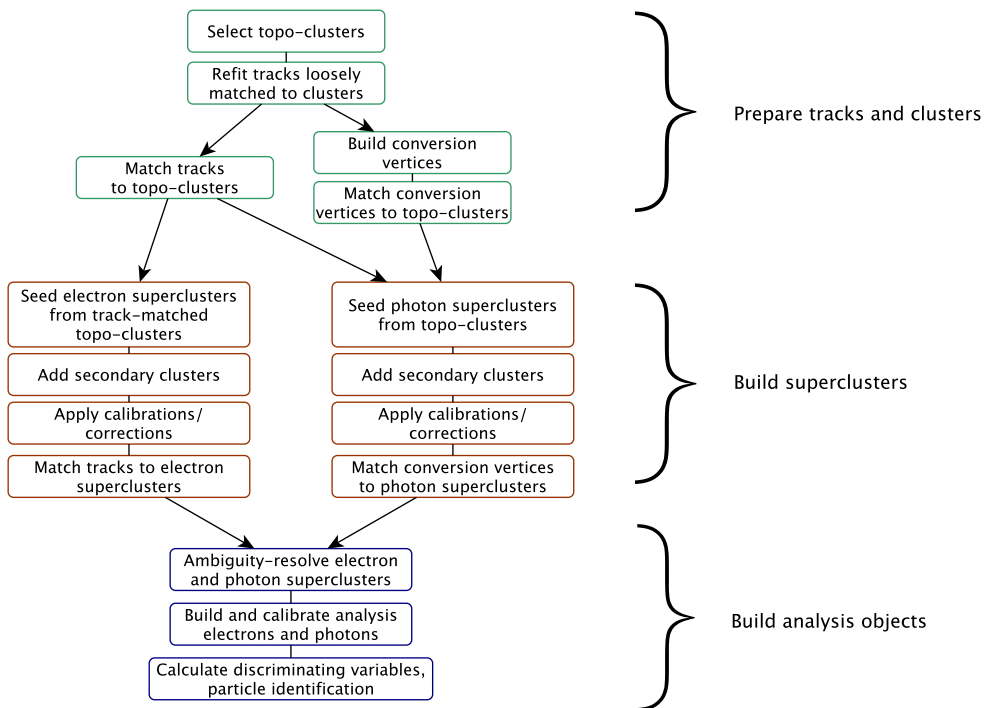 Select topo-clusters
Refit tracks loosely
matched to clusters
Prepare tracks and clusters
Build conversion
vertices
Match tracks
to topo-clusters
Match conversion
vertices to topo-clusters
Seed electron superclusters
from track-matched
topo-clusters
Seed photon superclusters
from topo-clusters
Add secondary clusters
Add secondary clusters
Build superclusters
Apply calibrations/
corrections
Apply calibrations/
corrections
Match tracks to electron
superclusters
Match conversion vertices
to photon superclusters
Ambiguity-resolve electron
and photon superclusters
Build and calibrate analysis
electrons and photons
Build analysis objects
Calculate discriminating variables,
particle identification